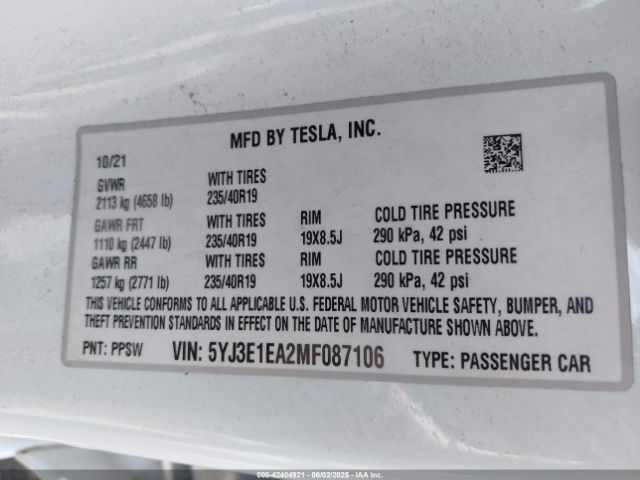 MFD BY TESLA, INC.
10/21
GVWR WITH TIRES
2113 kg (4658 lb) 235/40R19
GAWR FRT WITH TIRES RIM COLD TIRE PRESSURE
1110 kg (2447 lb) 235/40R19 19X8.5J 290 kPa, 42 psi
GAWR RR WITH TIRES RIM COLD TIRE PRESSURE
1257 kg (2771 lb) 235/40R19 19X8.5J 290 kPa, 42 psi
THIS VEHICLE CONFORMS TO ALL APPLICABLE U.S. FEDERAL MOTOR VEHICLE SAFETY, BUMPER, AND
THEFT PREVENTION STANDARDS IN EFFECT ON THE DATE OF MANUFACTURE SHOWN ABOVE.
PNT: PPSW VIN: 5YJ3E1EA2MF087106 TYPE: PASSENGER CAR
000-42404921 - 06/02/2025 - IAA Inc.